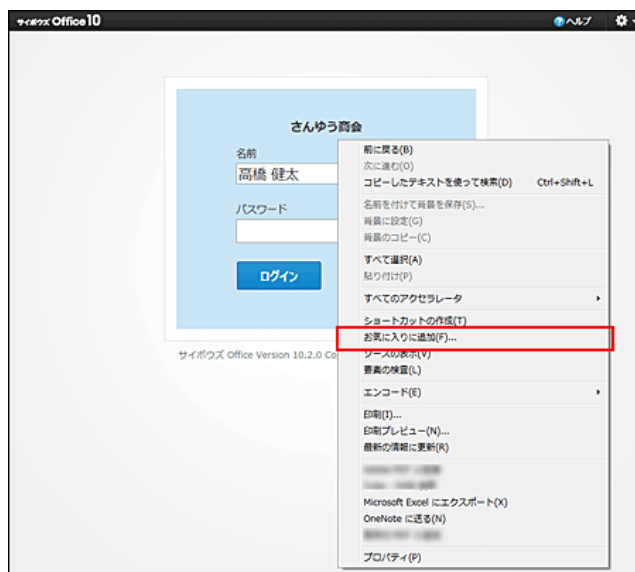 サイボウズ Office 10
ヘルプ
さんゆう商会
名前
高橋 健太
パスワード
ログイン
サイボウズ Office Version 10.2.0 Co
前に戻る(B)
次に進む(O)
コピーしたテキストを使って検索(D) Ctrl+Shift+L
名前を付けて背景を保存(S)...
背景に設定(G)
背景のコピー(C)
すべて選択(A)
貼り付け(P)
すべてのアクセラレータ
ショートカットの作成(T)
お気に入りに追加(F)...
ソースの表示(V)
要素の検査(L)
エンコード(E)
印刷(I)...
印刷プレビュー(N)...
最新の情報に更新(R)
Microsoft Excel にエクスポート(X)
OneNote に送る(N)
プロパティ(P)